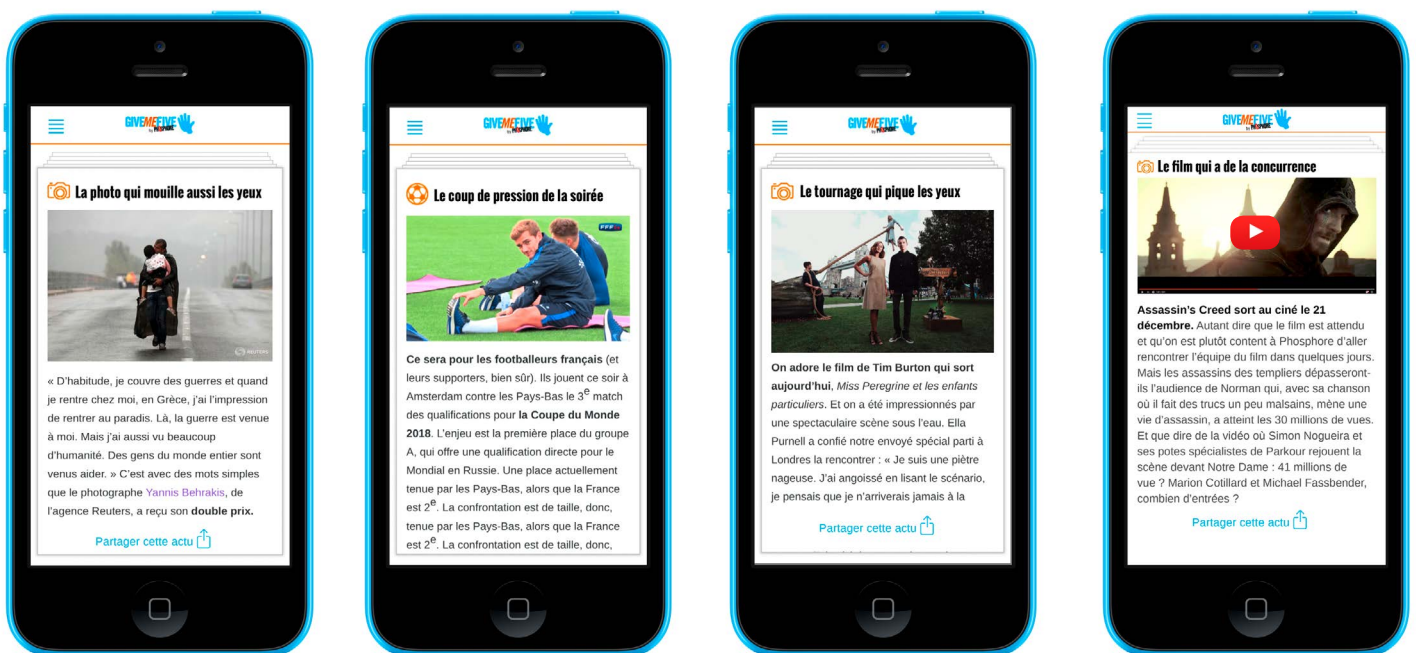 GIVEMEFIVE
by PHOSPHORE
La photo qui mouille aussi les yeux
REUTERS
« D’habitude, je couvre des guerres et quand
je rentre chez moi, en Grèce, j’ai l’impression
de rentrer au paradis. Là, la guerre est venue
à moi. Mais j’ai aussi vu beaucoup
d’humanité. Des gens du monde entier sont
venus aider. » C’est avec des mots simples
que le photographe Yannis Behrakis, de
l’agence Reuters, a reçu son double prix.
Partager cette actu
GIVEMEFIVE
by PHOSPHORE
Le coup de pression de la soirée
FFF
Ce sera pour les footballeurs français (et
leurs supporters, bien sûr). Ils jouent ce soir à
Amsterdam contre les Pays-Bas le 3e match
des qualifications pour la Coupe du Monde
2018. L’enjeu est la première place du groupe
A, qui offre une qualification directe pour le
Mondial en Russie. Une place actuellement
tenue par les Pays-Bas, alors que la France
est 2e. La confrontation est de taille, donc,
tenue par les Pays-Bas, alors que la France
est 2e. La confrontation est de taille, donc,
GIVEMEFIVE
by PHOSPHORE
Le tournage qui pique les yeux
On adore le film de Tim Burton qui sort
aujourd’hui, Miss Peregrine et les enfants
particuliers. Et on a été impressionnés par
une spectaculaire scène sous l’eau. Ella
Purnell a confié notre envoyé spécial parti à
Londres la rencontrer : « Je suis une piètre
nageuse. J’ai angoissé en lisant le scénario,
je pensais que je n’arriverais jamais à la
Partager cette actu
GIVEMEFIVE
by PHOSPHORE
Le film qui a de la concurrence
Assassin’s Creed sort au ciné le 21
décembre. Autant dire que le film est attendu
et qu’on est plutôt content à Phosphore d’aller
rencontrer l’équipe du film dans quelques jours.
Mais les assassins des templiers dépasseront-
ils l’audience de Norman qui, avec sa chanson
où il fait des trucs un peu malsains, mène une
vie d’assassin, a atteint les 30 millions de vues.
Et que dire de la vidéo où Simon Nogueira et
ses potes spécialistes de Parkour rejouent la
scène devant Notre Dame : 41 millions de
vue ? Marion Cotillard et Michael Fassbender,
combien d’entrées ?
Partager cette actu